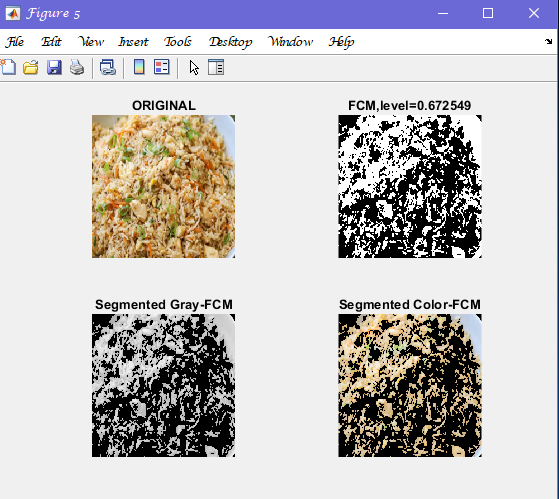 Figure 5
File Edit View Insert Tools Desktop Window Help
ORIGINAL
FCM,level=0.672549
Segmented Gray-FCM
Segmented Color-FCM